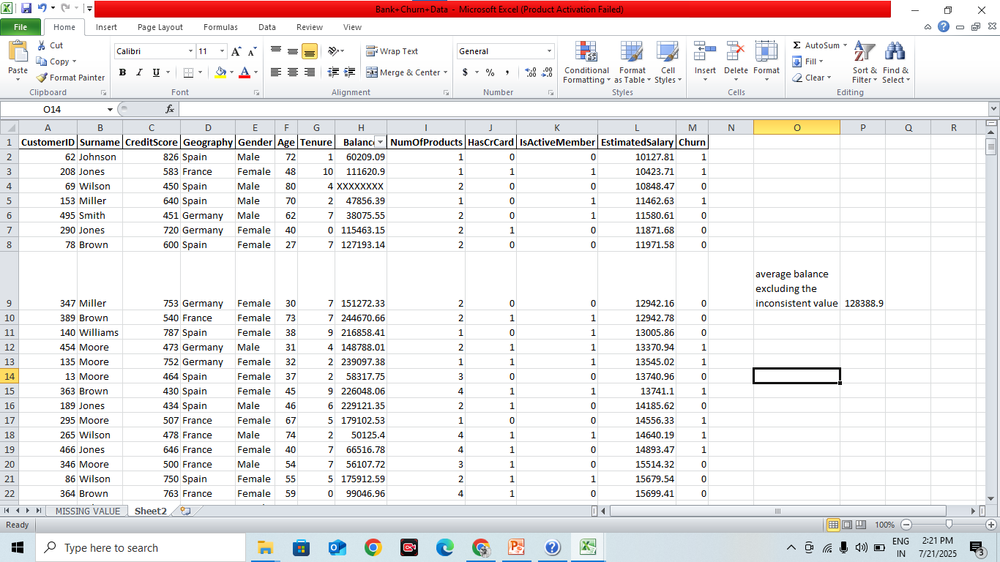 Bank+Churn+Data - Microsoft Excel (Product Activation Failed)
File Home Insert Page Layout Formulas Data Review View
Paste Cut Copy Format Painter Clipboard
Calibri 11 B I U A A A Font
Wrap Text Merge & Center Alignment
General $ % , .0 .00 .00 .0 Number
Conditional Formatting Format as Table Cell Styles Styles
Insert Delete Format Cells
Σ AutoSum Fill Clear Sort & Filter Find & Select Editing
O14 fx
A B C D E F G H I J K L M N O P Q R
1 CustomerID Surname CreditScore Geography Gender Age Tenure Balance NumOfProducts HasCrCard IsActiveMember EstimatedSalary Churn
2 62 Johnson 826 Spain Male 72 1 60209.09 1 0 0 10127.81 1
3 208 Jones 583 France Female 48 10 111620.9 1 1 1 10423.71 1
4 69 Wilson 450 Spain Male 80 4 XXXXXXXX 2 0 0 10848.47 0
5 153 Miller 640 Spain Male 70 2 47856.39 1 0 1 11462.63 1
6 495 Smith 451 Germany Male 62 7 38075.55 2 0 1 11580.61 0
7 290 Jones 720 Germany Female 40 0 115463.15 2 1 0 11871.68 0
8 78 Brown 600 Spain Female 27 7 127193.14 2 0 0 11971.58 0
average balance
excluding the
9 347 Miller 753 Germany Female 30 7 151272.33 2 0 0 12942.16 0 inconsistent value 128388.9
10 389 Brown 540 France Female 73 7 244670.66 2 1 1 12942.78 0
11 140 Williams 787 Spain Female 38 9 216858.41 1 0 1 13005.86 0
12 454 Moore 473 Germany Male 31 4 148788.01 2 1 0 13370.94 1
13 135 Moore 752 Germany Female 32 2 239097.38 1 1 1 13545.02 1
14 13 Moore 464 Spain Female 37 2 58317.75 3 0 0 13740.96 0
15 363 Brown 430 Spain Female 45 9 226048.06 4 1 1 13741.1 1
16 189 Jones 434 Spain Male 46 6 229121.35 2 1 0 14185.62 0
17 295 Moore 507 France Female 67 5 179102.53 1 0 0 14556.33 1
18 265 Wilson 478 France Male 74 2 50125.4 4 1 1 14640.19 1
19 466 Jones 646 France Female 40 7 66516.78 4 1 0 14893.47 1
20 346 Moore 500 France Male 54 7 56107.72 3 1 0 15514.32 0
21 86 Wilson 750 Spain Female 55 5 175912.59 2 1 1 15679.54 0
22 364 Brown 763 France Female 59 0 99046.96 4 1 0 15699.41 0
MISSING VALUE Sheet2
Ready 100%
Type here to search ENG IN 2:21 PM 7/21/2025 3